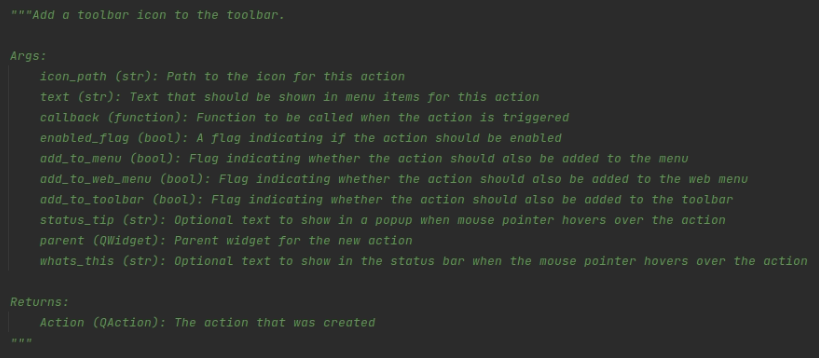 """Add a toolbar icon to the toolbar.
Args:
icon_path (str): Path to the icon for this action
text (str): Text that should be shown in menu items for this action
callback (function): Function to be called when the action is triggered
enabled_flag (bool): A flag indicating if the action should be enabled
add_to_menu (bool): Flag indicating whether the action should also be added to the menu
add_to_web_menu (bool): Flag indicating whether the action should also be added to the web menu
add_to_toolbar (bool): Flag indicating whether the action should also be added to the toolbar
status_tip (str): Optional text to show in a popup when mouse pointer hovers over the action
parent (QWidget): Parent widget for the new action
whats_this (str): Optional text to show in the status bar when the mouse pointer hovers over the action
Returns:
Action (QAction): The action that was created
"""